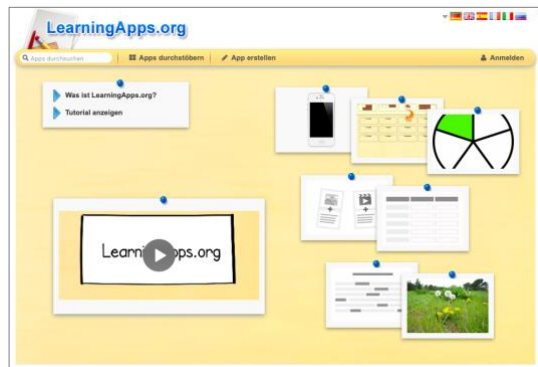 LearningApps.org
Apps durchsuchen
Apps durchstöbern
App erstellen
Anmelden
Was ist LearningApps.org?
Tutorial anzeigen
LearningApps.org